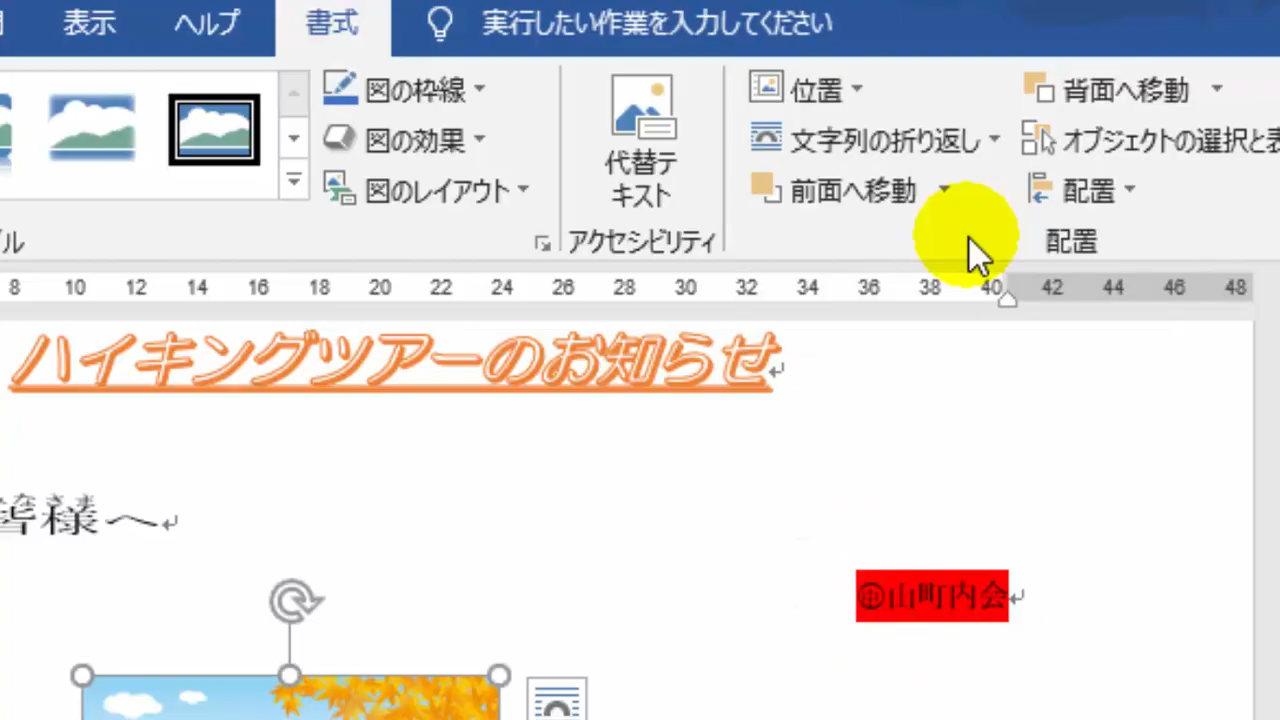 表示 ヘルプ 書式 実行したい作業を入力してください
図の枠線 位置 背面へ移動
図の効果 文字列の折り返し オブジェクトの選択と
代替テ
キスト
図のレイアウト 前面へ移動 配置
ル アクセシビリティ 配置
8 10 12 14 16 18 20 22 24 26 28 30 32 34 36 38 40 42 44 46 48
ハイキングツアーのお知らせ
皆様へ
山町内会